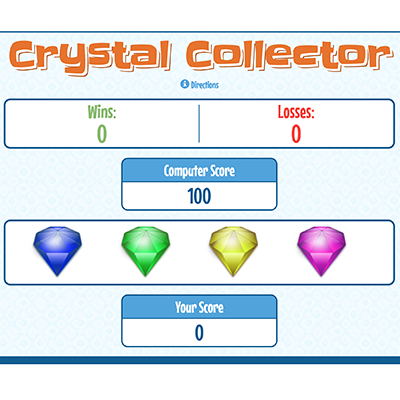 Crystal Collector
Directions
Wins: Losses:
0 0
Computer Score
100
Your Score
0